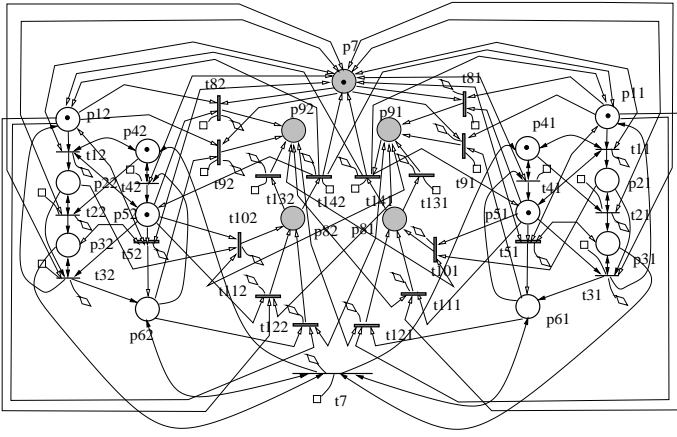 p7
t82 t81
p12 p92 p91 p11
p42 p41
t12 t11
p22 t42 t92 t132 t142 t141 t131 t91 t41 p21
t22 p52 p51 t21
p32 t52 t102 p82 p81 t101 t51 p31
t32 t112 t111 t31
p62 t122 t121 p61
t7